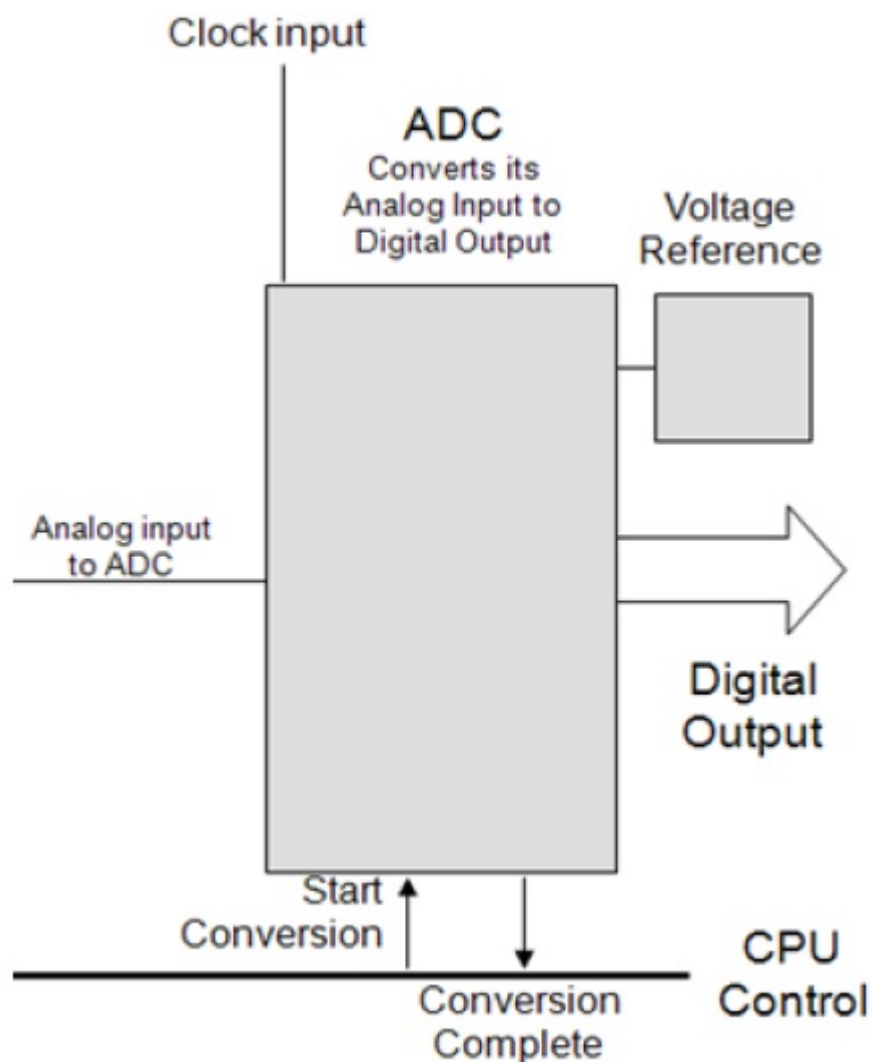 Clock input
ADC
Converts its
Analog Input to
Digital Output
Voltage
Reference
Analog input
to ADC
Digital
Output
Start
Conversion
CPU
Control
Conversion
Complete